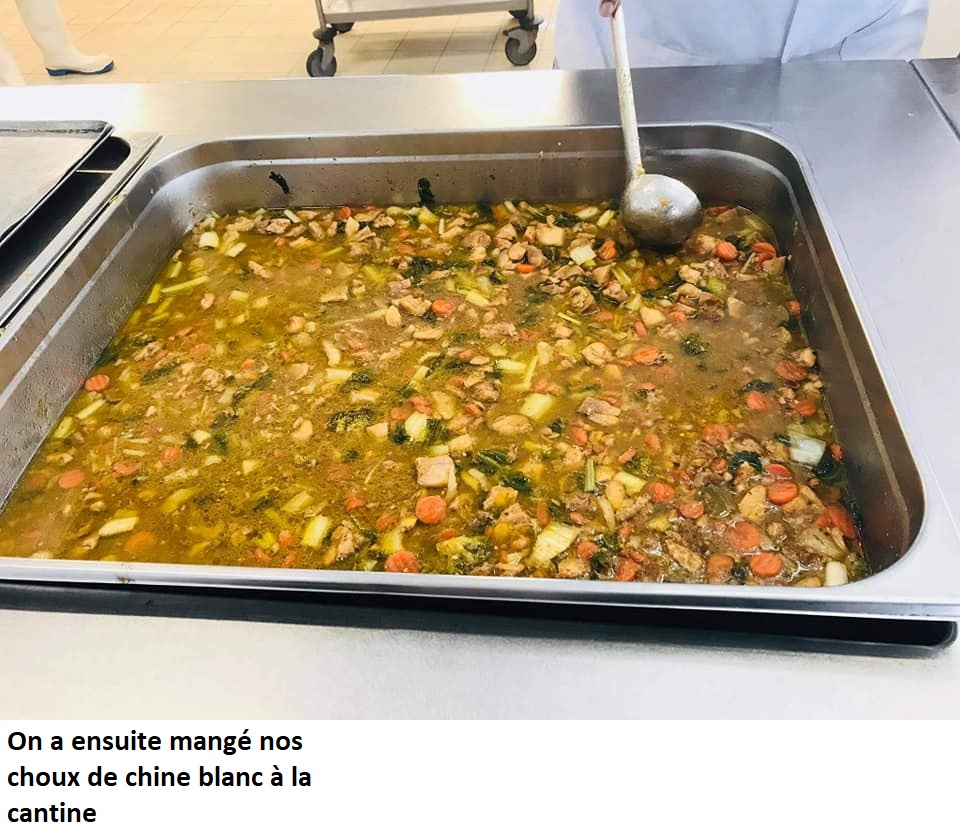 On a ensuite mangé nos
choux de chine blanc à la
cantine